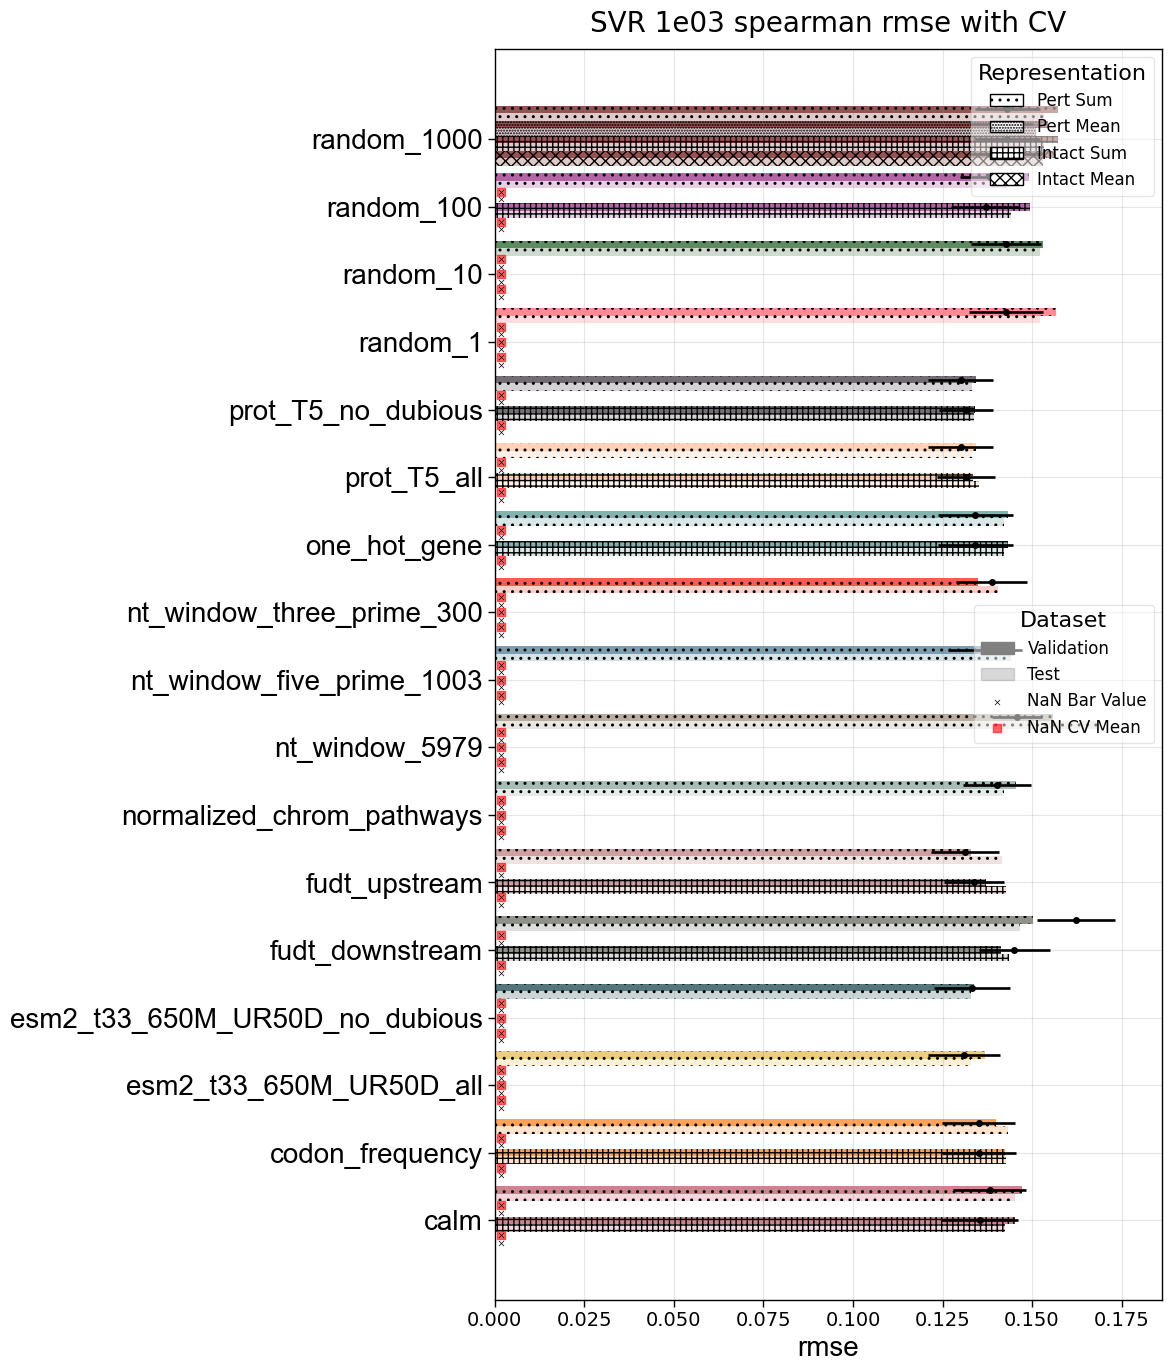 SVR 1e03 spearman rmse with CV
Representation
Pert Sum
Pert Mean
Intact Sum
Intact Mean
random_1000
random_100
random_10
random_1
prot_T5_no_dubious
prot_T5_all
one_hot_gene
nt_window_three_prime_300
nt_window_five_prime_1003
nt_window_5979
normalized_chrom_pathways
fudt_upstream
fudt_downstream
esm2_t33_650M_UR50D_no_dubious
esm2_t33_650M_UR50D_all
codon_frequency
calm
Dataset
Validation
Test
NaN Bar Value
NaN CV Mean
0.000 0.025 0.050 0.075 0.100 0.125 0.150 0.175
rmse